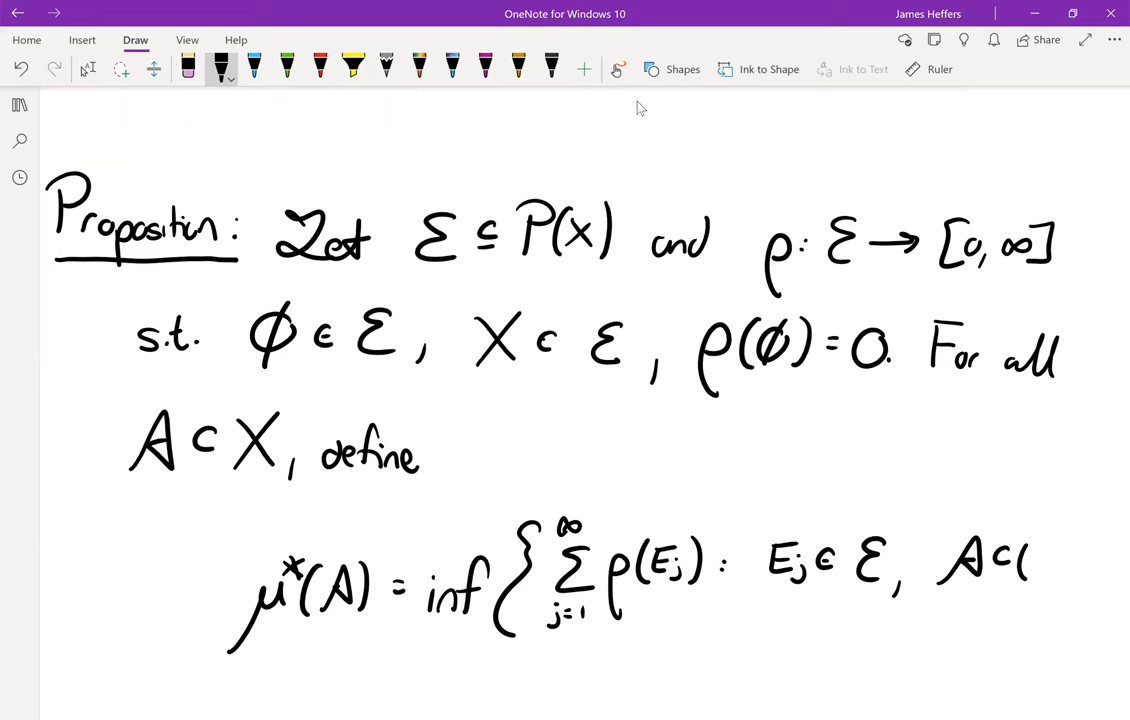 OneNote for Windows 10
James Heffers
Home Insert Draw View Help
Share
Shapes Ink to Shape Ink to Text Ruler
Proposition: Let Ɛ ⊆ P(X) and ρ: Ɛ → [0, ∞]
s.t. ∅ ∈ Ɛ, X ∈ Ɛ, ρ(∅) = 0. For all
A ⊂ X, define
μ*(A) = inf { ∑_{j=1}^{∞} ρ(E_j) : E_j ∈ Ɛ, A ⊂ (